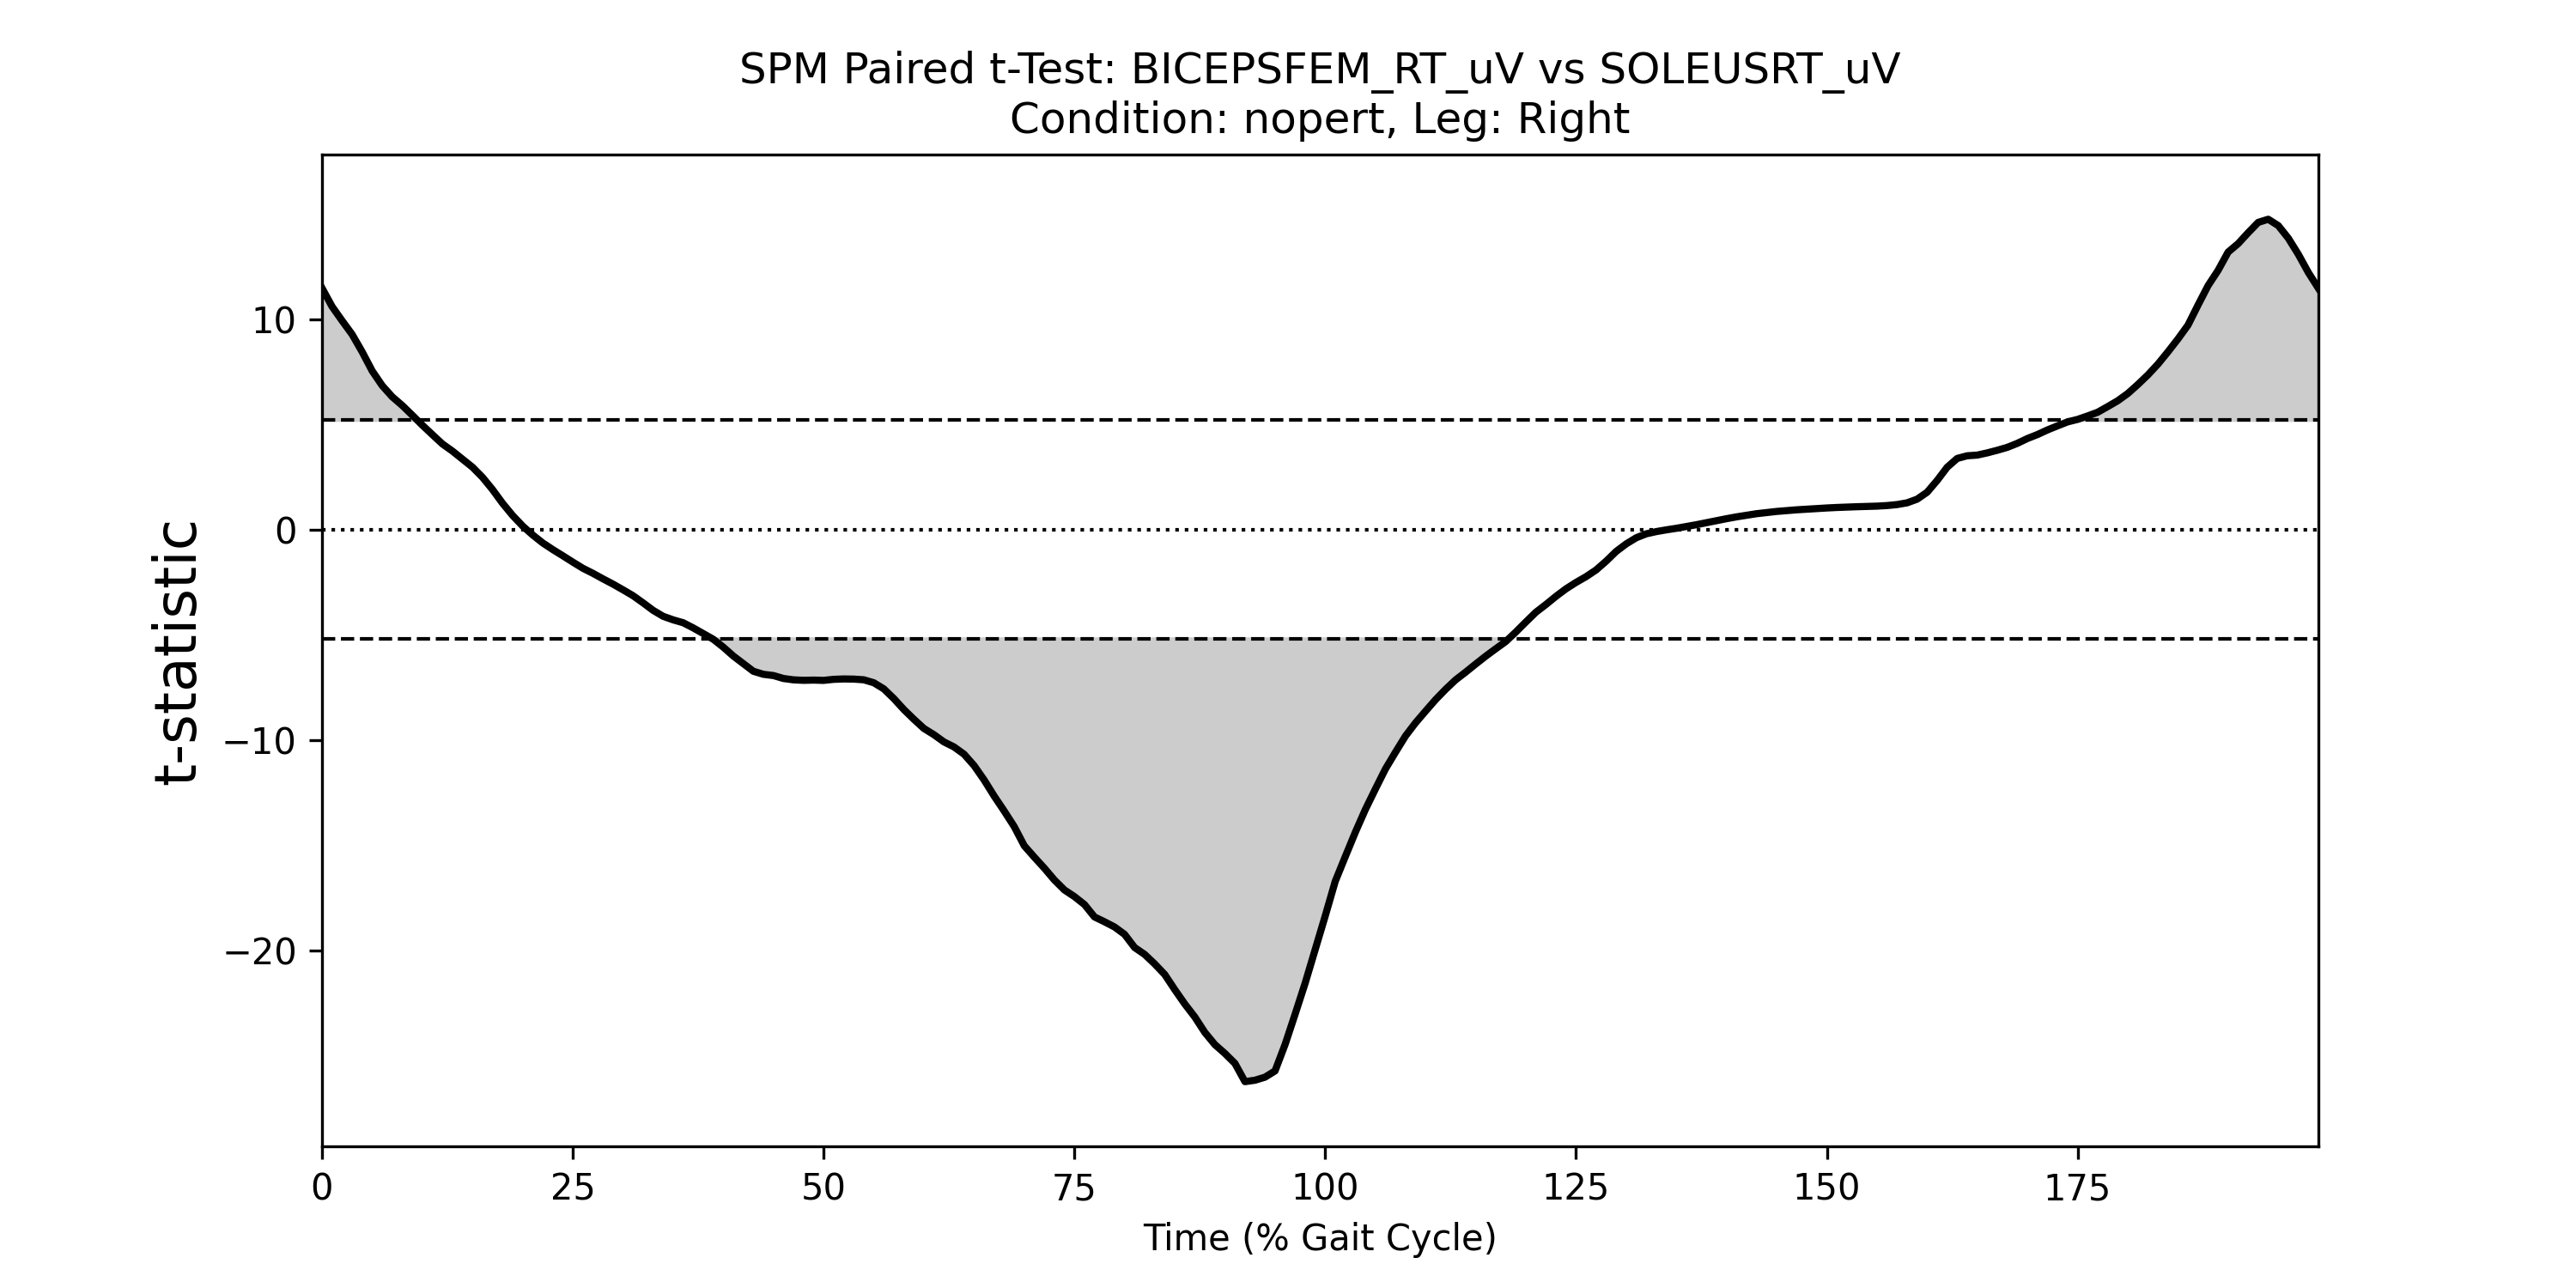 SPM Paired t-Test: BICEPSFEM_RT_uV vs SOLEUSRT_uV
Condition: nopert, Leg: Right
t-statistic
10
0
−10
−20
0 25 50 75 100 125 150 175
Time (% Gait Cycle)